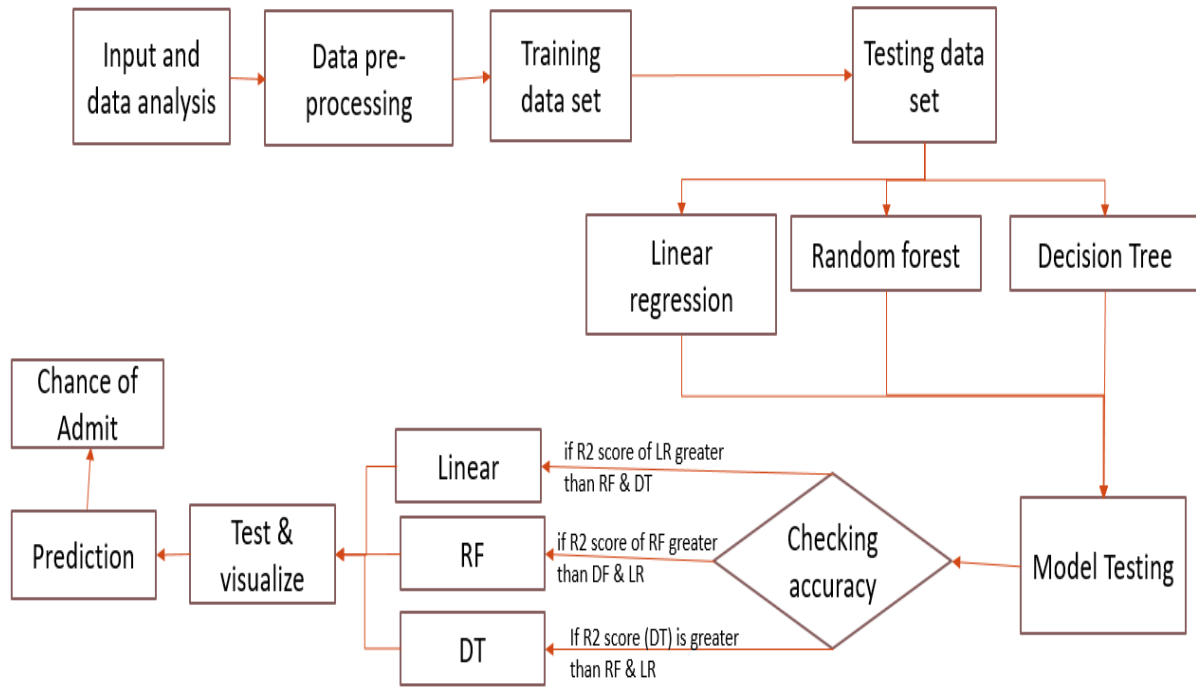 Input and
data analysis
Data pre-
processing
Training
data set
Testing data
set
Linear
regression
Random forest
Decision Tree
Chance of
Admit
Linear
if R2 score of LR greater
than RF & DT
Prediction
Test &
visualize
RF
if R2 score of RF greater
than DF & LR
Checking
accuracy
Model Testing
DT
If R2 score (DT) is greater
than RF & LR